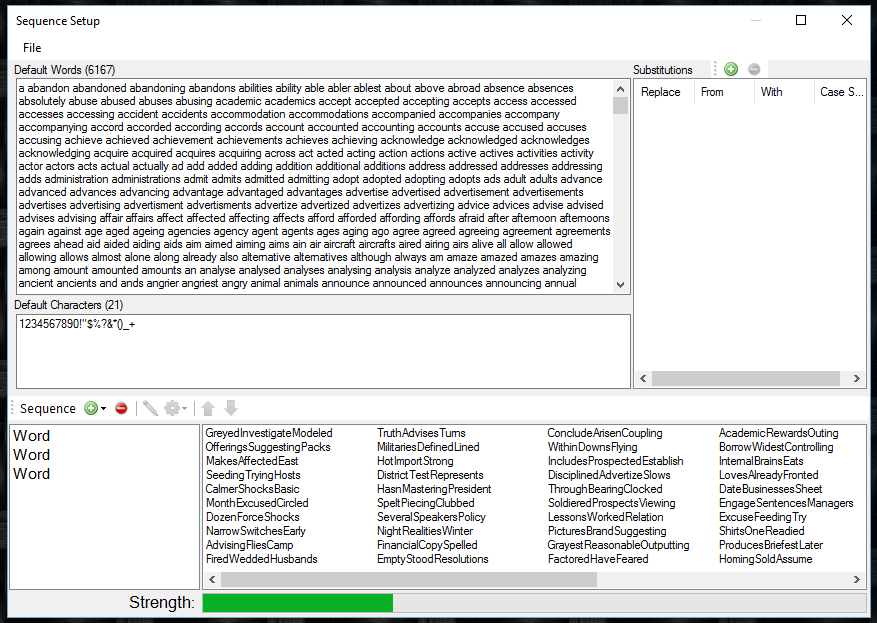 Sequence Setup
File
Default Words (6167)
a abandon abandoned abandoning abandons abilities ability able abler ablest about above abroad absence absences
absolutely abuse abused abuses abusing academic academics accept accepted accepting accepts access accessed
accesses accessing accident accidents accommodation accommodations accompanied accompanies accompany
accompanying accord accorded according accords account accounted accounting accounts accuse accused accuses
accusing achieve achieved achievement achievements achieves achieving acknowledge acknowledged acknowledges
acknowledging acquire acquired acquires acquiring across act acted acting action actions active actives activities activity
actor actors acts actual actually ad add added adding addition additional additions address addressed addresses addressing
adds administration administrations admit admits admitted admitting adopt adopted adopting adopts ads adult adults advance
advanced advances advancing advantage advantaged advantages advertise advertised advertisement advertisements
advertises advertising advertisment advertisments advertize advertized advertizes advertizing advice advices advise advised
advises advising affair affairs affect affected affecting affects afford afforded affording affords afraid after afternoon afternoons
again against age aged ageing agencies agency agent agents ages aging ago agree agreed agreeing agreement agreements
agrees ahead aid aided aiding aids aim aimed aiming aims ain air aircraft aircrafts aired airing airs alive all allow allowed
allowing allows almost alone along already also alternative alternatives although always am amaze amazed amazes amazing
among amount amounted amounts an analyse analysed analyses analysing analysis analyze analyzed analyzes analyzing
ancient ancients and ands angrier angriest angry animal animals announce announced announces announcing annual
Substitutions
Replace From With Case S...
Default Characters (21)
1234567890!"$%?&*()_+
Sequence
Word
Word
Word
GreyedInvestigateModeled TruthAdvisesTurns ConcludeArisenCoupling AcademicRewardsOuting
OfferingsSuggestingPacks MilitariesDefinedLined WithinDownsFlying BorrowWidestControlling
MakesAffectedEast HotImportStrong IncludesProspectedEstablish InternalBrainsEats
SeedingTryingHosts DistrictTestRepresents DisciplinedAdvertizeSlows LovesAlreadyFronted
CalmerShocksBasic HasnMasteringPresident ThroughBearingClocked DateBusinessesSheet
MonthExcusedCircled SpeltPiecingClubbed SoldieredProspectsViewing EngageSentencesManagers
DozenForceShocks SeveralSpeakersPolicy LessonsWorkedRelation ExcuseFeedingTry
NarrowSwitchesEarly NightRealitiesWinter PicturesBrandSuggesting ShirtsOneReadied
AdvisingFliesCamp FinancialCopySpelled GrayestReasonableOutputting ProducesBriefestLater
FiredWeddedHusbands EmptyStoodResolutions FactoredHaveFeared HomingSoldAssume
Strength: